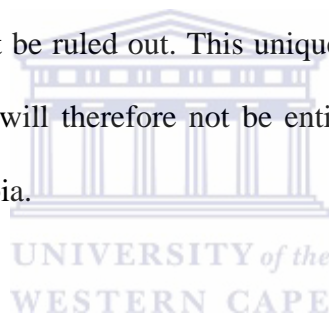 t be ruled out. This unique
will therefore not be enti
ia.
UNIVERSITY of the
WESTERN CAPE